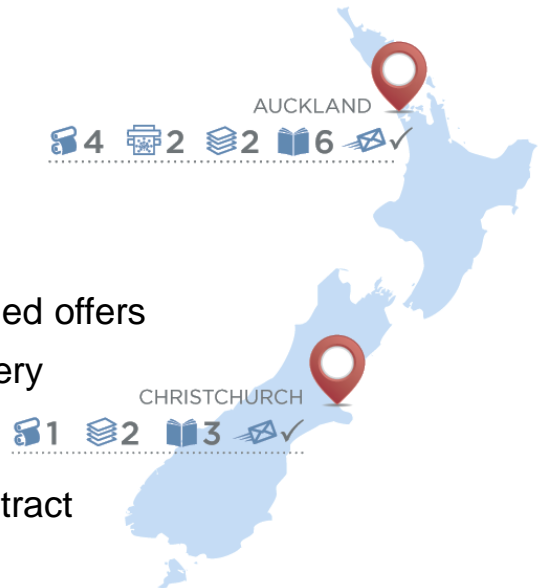 AUCKLAND
4 2 2 6 ✓
ed offers
ery
CHRISTCHURCH
1 2 3 ✓
tract